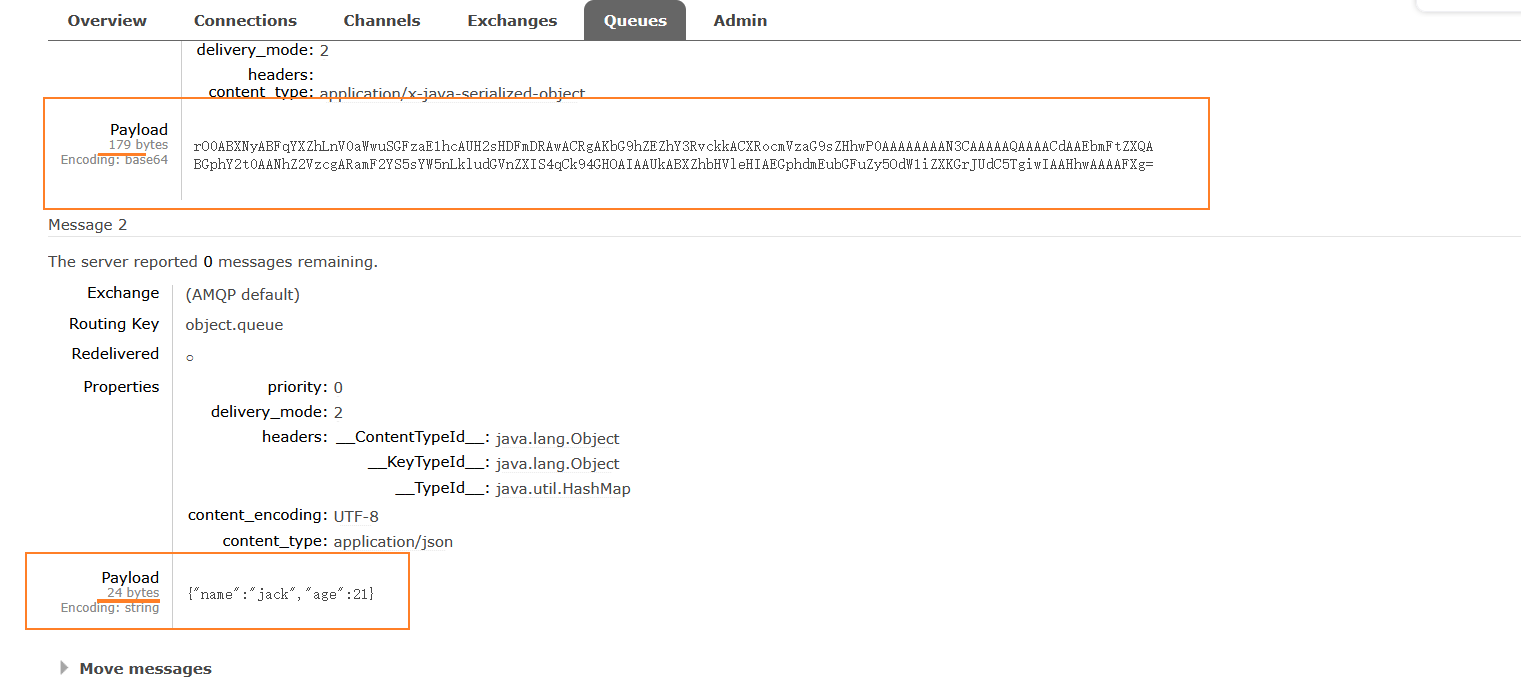 Overview Connections Channels Exchanges Queues Admin
delivery_mode: 2
headers:
content_type: application/x-java-serialized-object
Payload
179 bytes
Encoding: base64
rO0ABXNyABFqYXZhLnV0aWwuSGFzaE1hcAUH2sHDFmDRAwACRgAKbG9hZEZhY3RvckkACXRocmVzaG9sZHhwP0AAAAAAAAN3CAAAAAQAAAACdAAEbmFtZXQA
BGphY2t0AANhZ2VzcgARamF2YS5sYW5nLkludGVnZXIS4qCk94GHOAIAAUkABXZhbHVleHIAEGphdmEubGFuZy5OdW1iZXKGrJUdC5TgiwIAAHhwAAAAFXg=
Message 2
The server reported 0 messages remaining.
Exchange (AMQP default)
Routing Key object.queue
Redelivered ○
Properties priority: 0
delivery_mode: 2
headers: __ContentTypeId__: java.lang.Object
__KeyTypeId__: java.lang.Object
__TypeId__: java.util.HashMap
content_encoding: UTF-8
content_type: application/json
Payload
24 bytes
Encoding: string
{"name":"jack","age":21}
Move messages